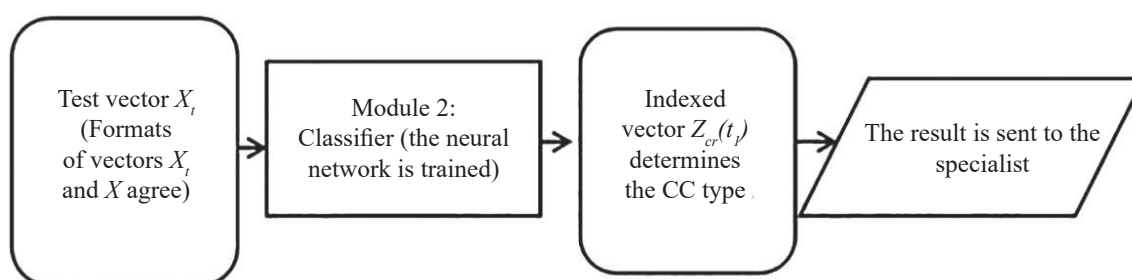 Test vector Xt
(Formats
of vectors Xt
and X agree)
Module 2:
Classifier (the neural
network is trained)
Indexed
vector Zcr(t1)
determines
the CC type
The result is sent to the
specialist